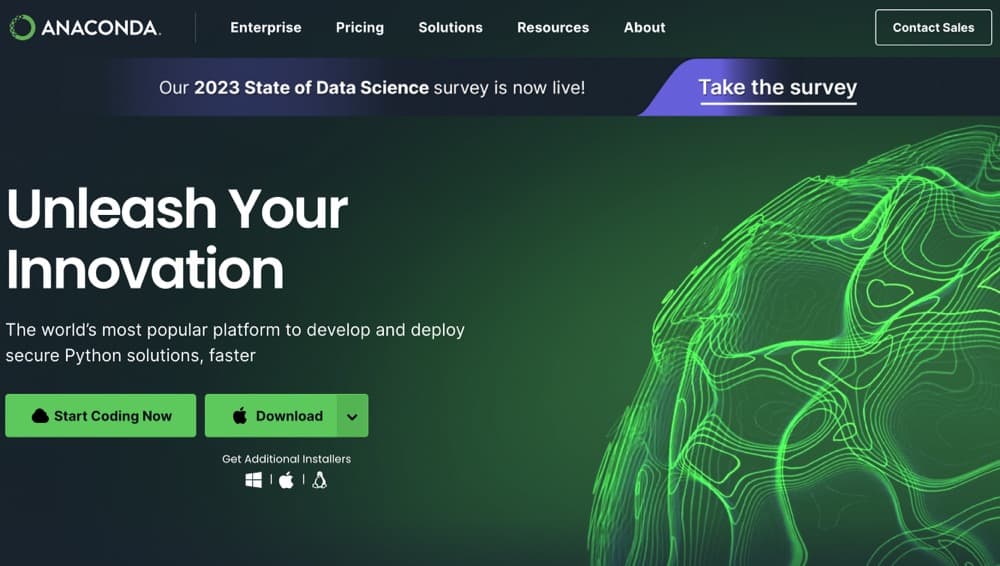 ANACONDA.
Enterprise
Pricing
Solutions
Resources
About
Contact Sales
Our 2023 State of Data Science survey is now live!
Take the survey
Unleash Your
Innovation
The world’s most popular platform to develop and deploy
secure Python solutions, faster
Start Coding Now
Download
Get Additional Installers